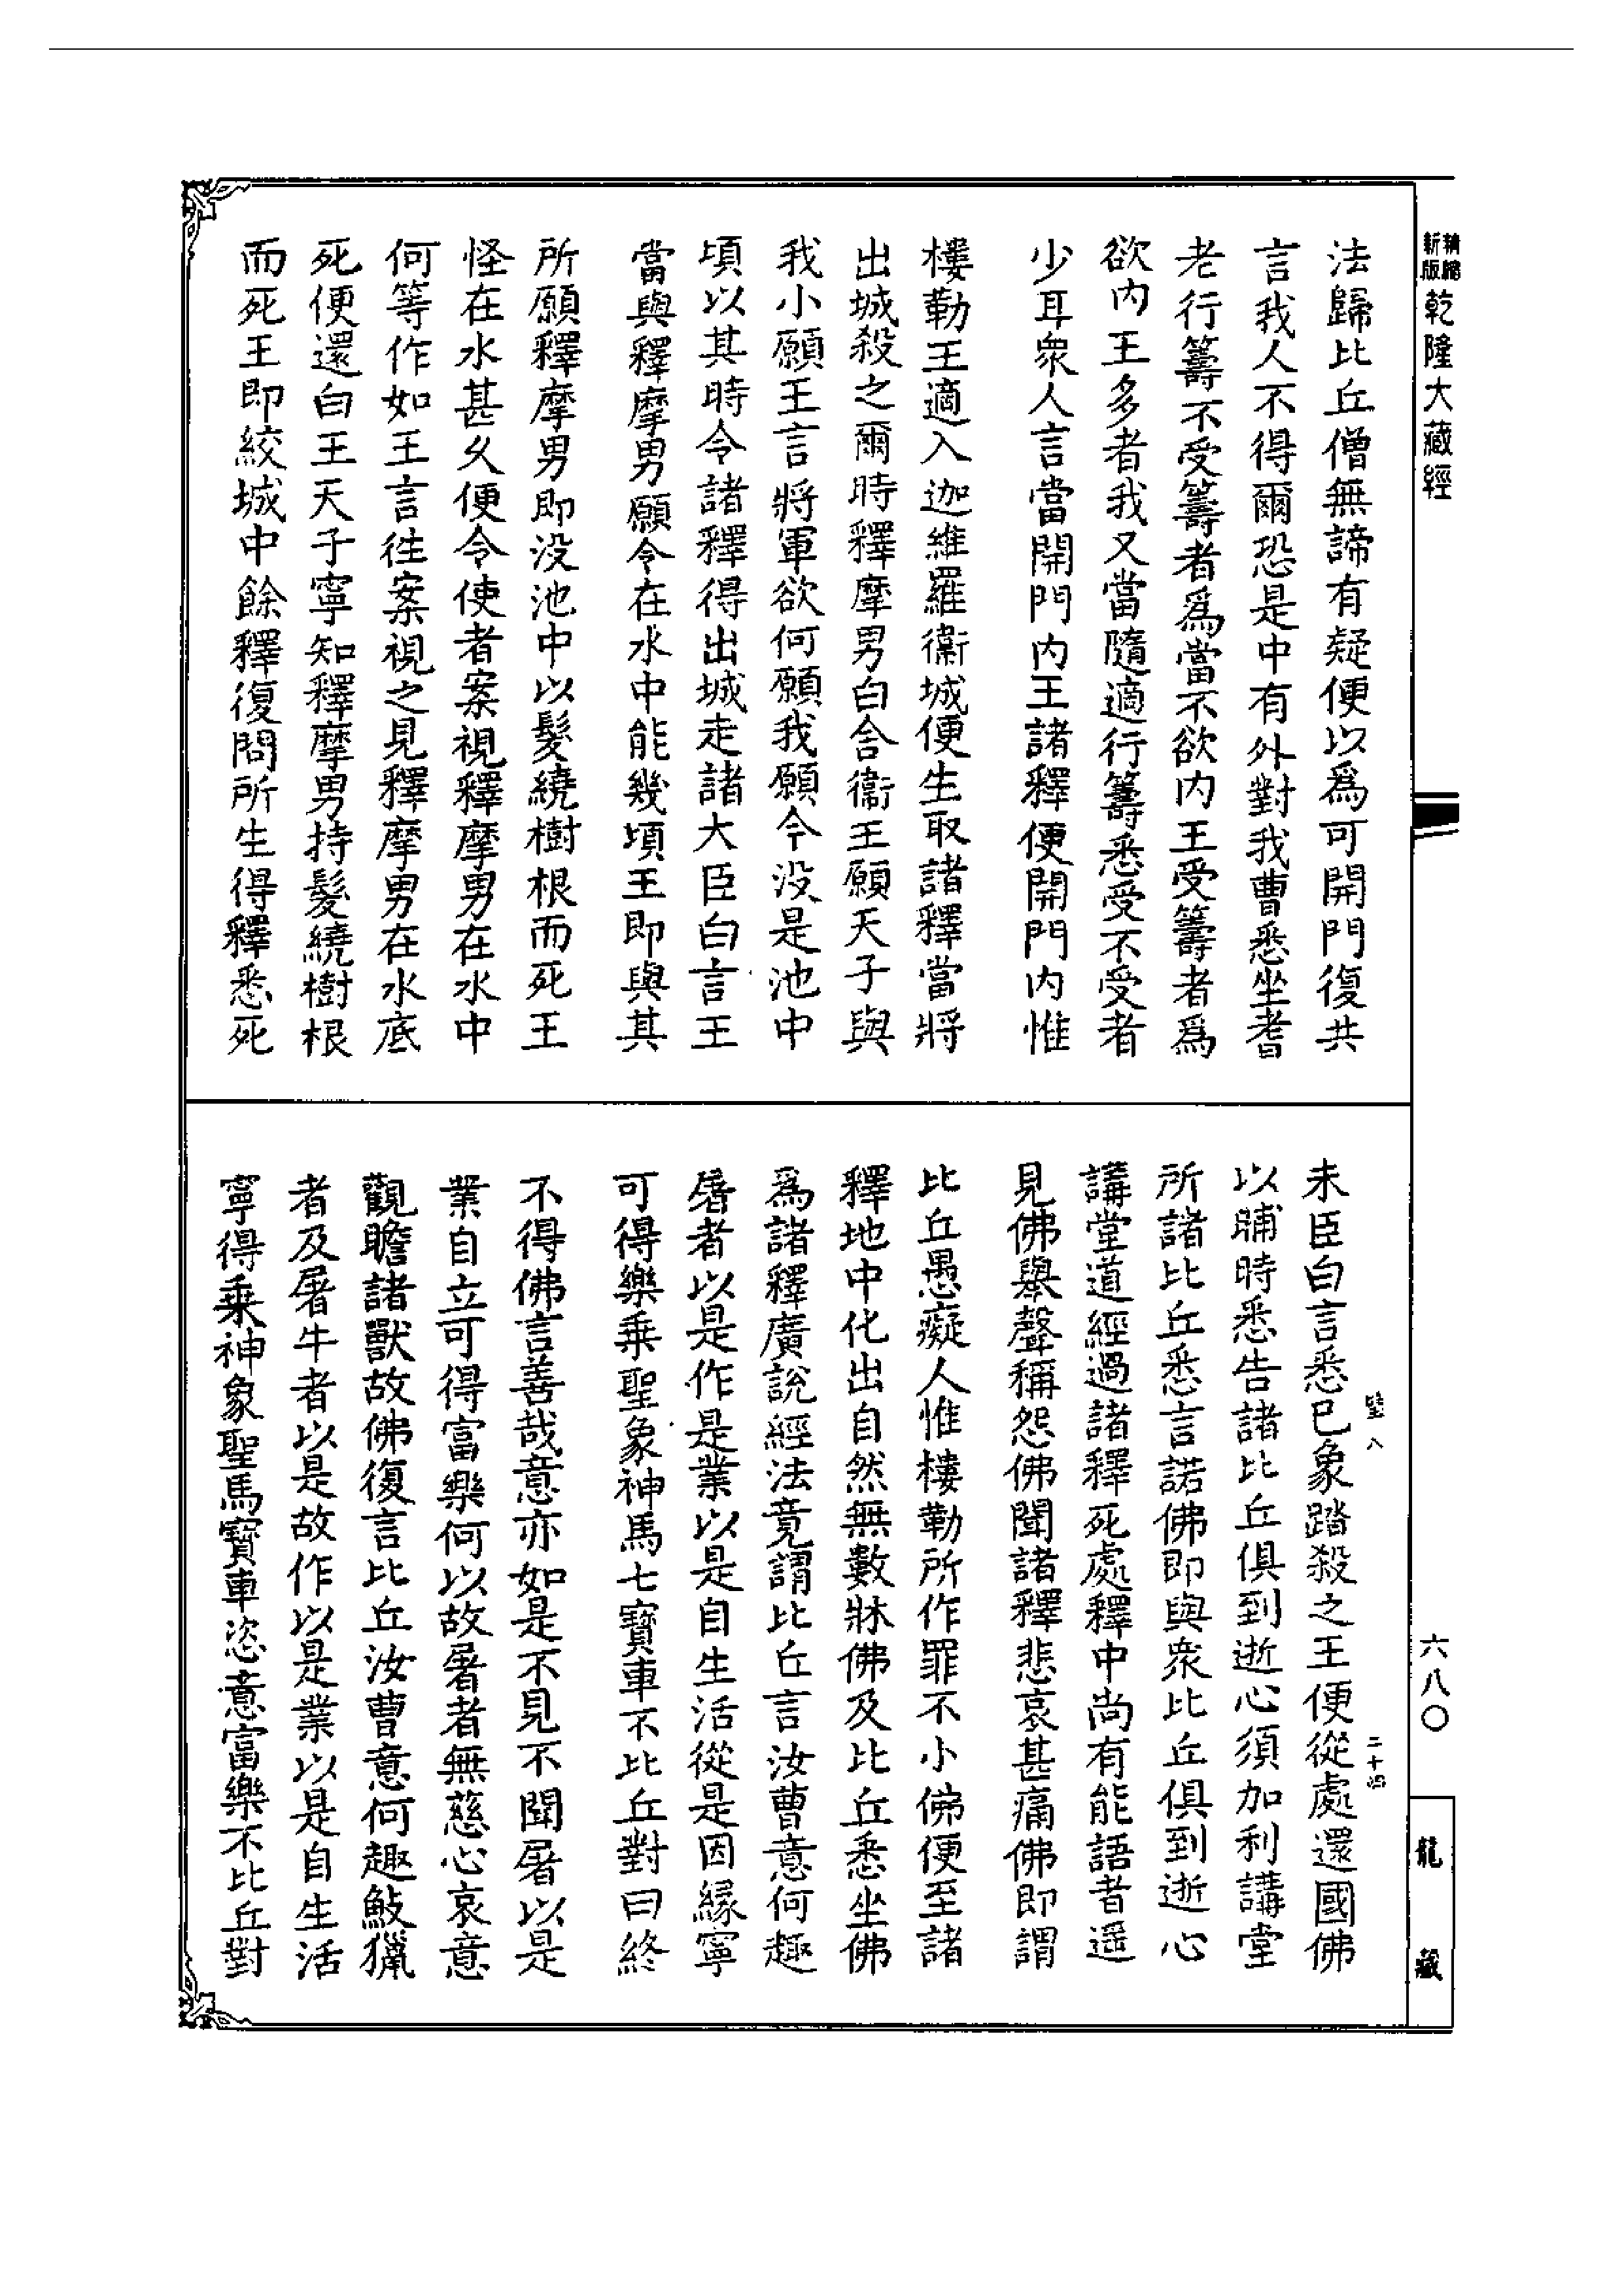 新編
新版
乾隆大藏經
法歸比丘僧無諦有疑便以為可開門復共
言我人不得爾恐是中有外對我曹悉坐耆
老行籌不受籌者爲當不欲内王受籌者爲
欲内王多者我又當隨適行籌悉受不受者
少耳衆人言當開門内王諸釋便開門内惟
樓勒王適入迦維羅衞城便生取諸釋當將
出城殺之爾時釋摩男白舍衞王願天子與
我小願王言將軍欲何願我願今没是池中
頃以其時令諸釋得出城走諸大臣白言王
當與釋摩男願令在水中能幾頃王即與其
所願釋摩男即没池中以髮繞樹根而死王
怪在水甚久便令使者案視釋摩男在水中
何等作如王言往案視之見釋摩男在水底
死便還白王天子寧知釋摩男持髮繞樹根
而死王即絞城中餘釋復問所生得釋悉死
未臣白言悉已象踏殺之王便從處還國佛
以晡時悉告諸比丘俱到逝心須加利講堂
所諸比丘悉言諾佛即與衆比丘俱到逝心
講堂道經過諸釋死處釋中尚有能語者遥
見佛舉聲稱怨佛聞諸釋悲哀甚痛佛即謂
比丘愚癡人惟樓勒所作罪不小佛便至諸
釋地中化出自然無數牀佛及比丘悉坐佛
爲諸釋廣說經法竟謂比丘言汝曹意何趣
屠者以是作是業以是自生活從是因緣寧
可得樂乗聖象神馬七寶車不比丘對曰終
不得佛言善哉意亦如是不見不聞屠以是
業自立可得富樂何以故屠者無慈心哀意
觀瞻諸獸故佛復言比丘汝曹意何趣魰獵
者及屠牛者以是故作以是業以是自生活
寧得乗神象聖馬寶車恣意富樂不比丘對
壁八
二十四
六八〇
龍藏